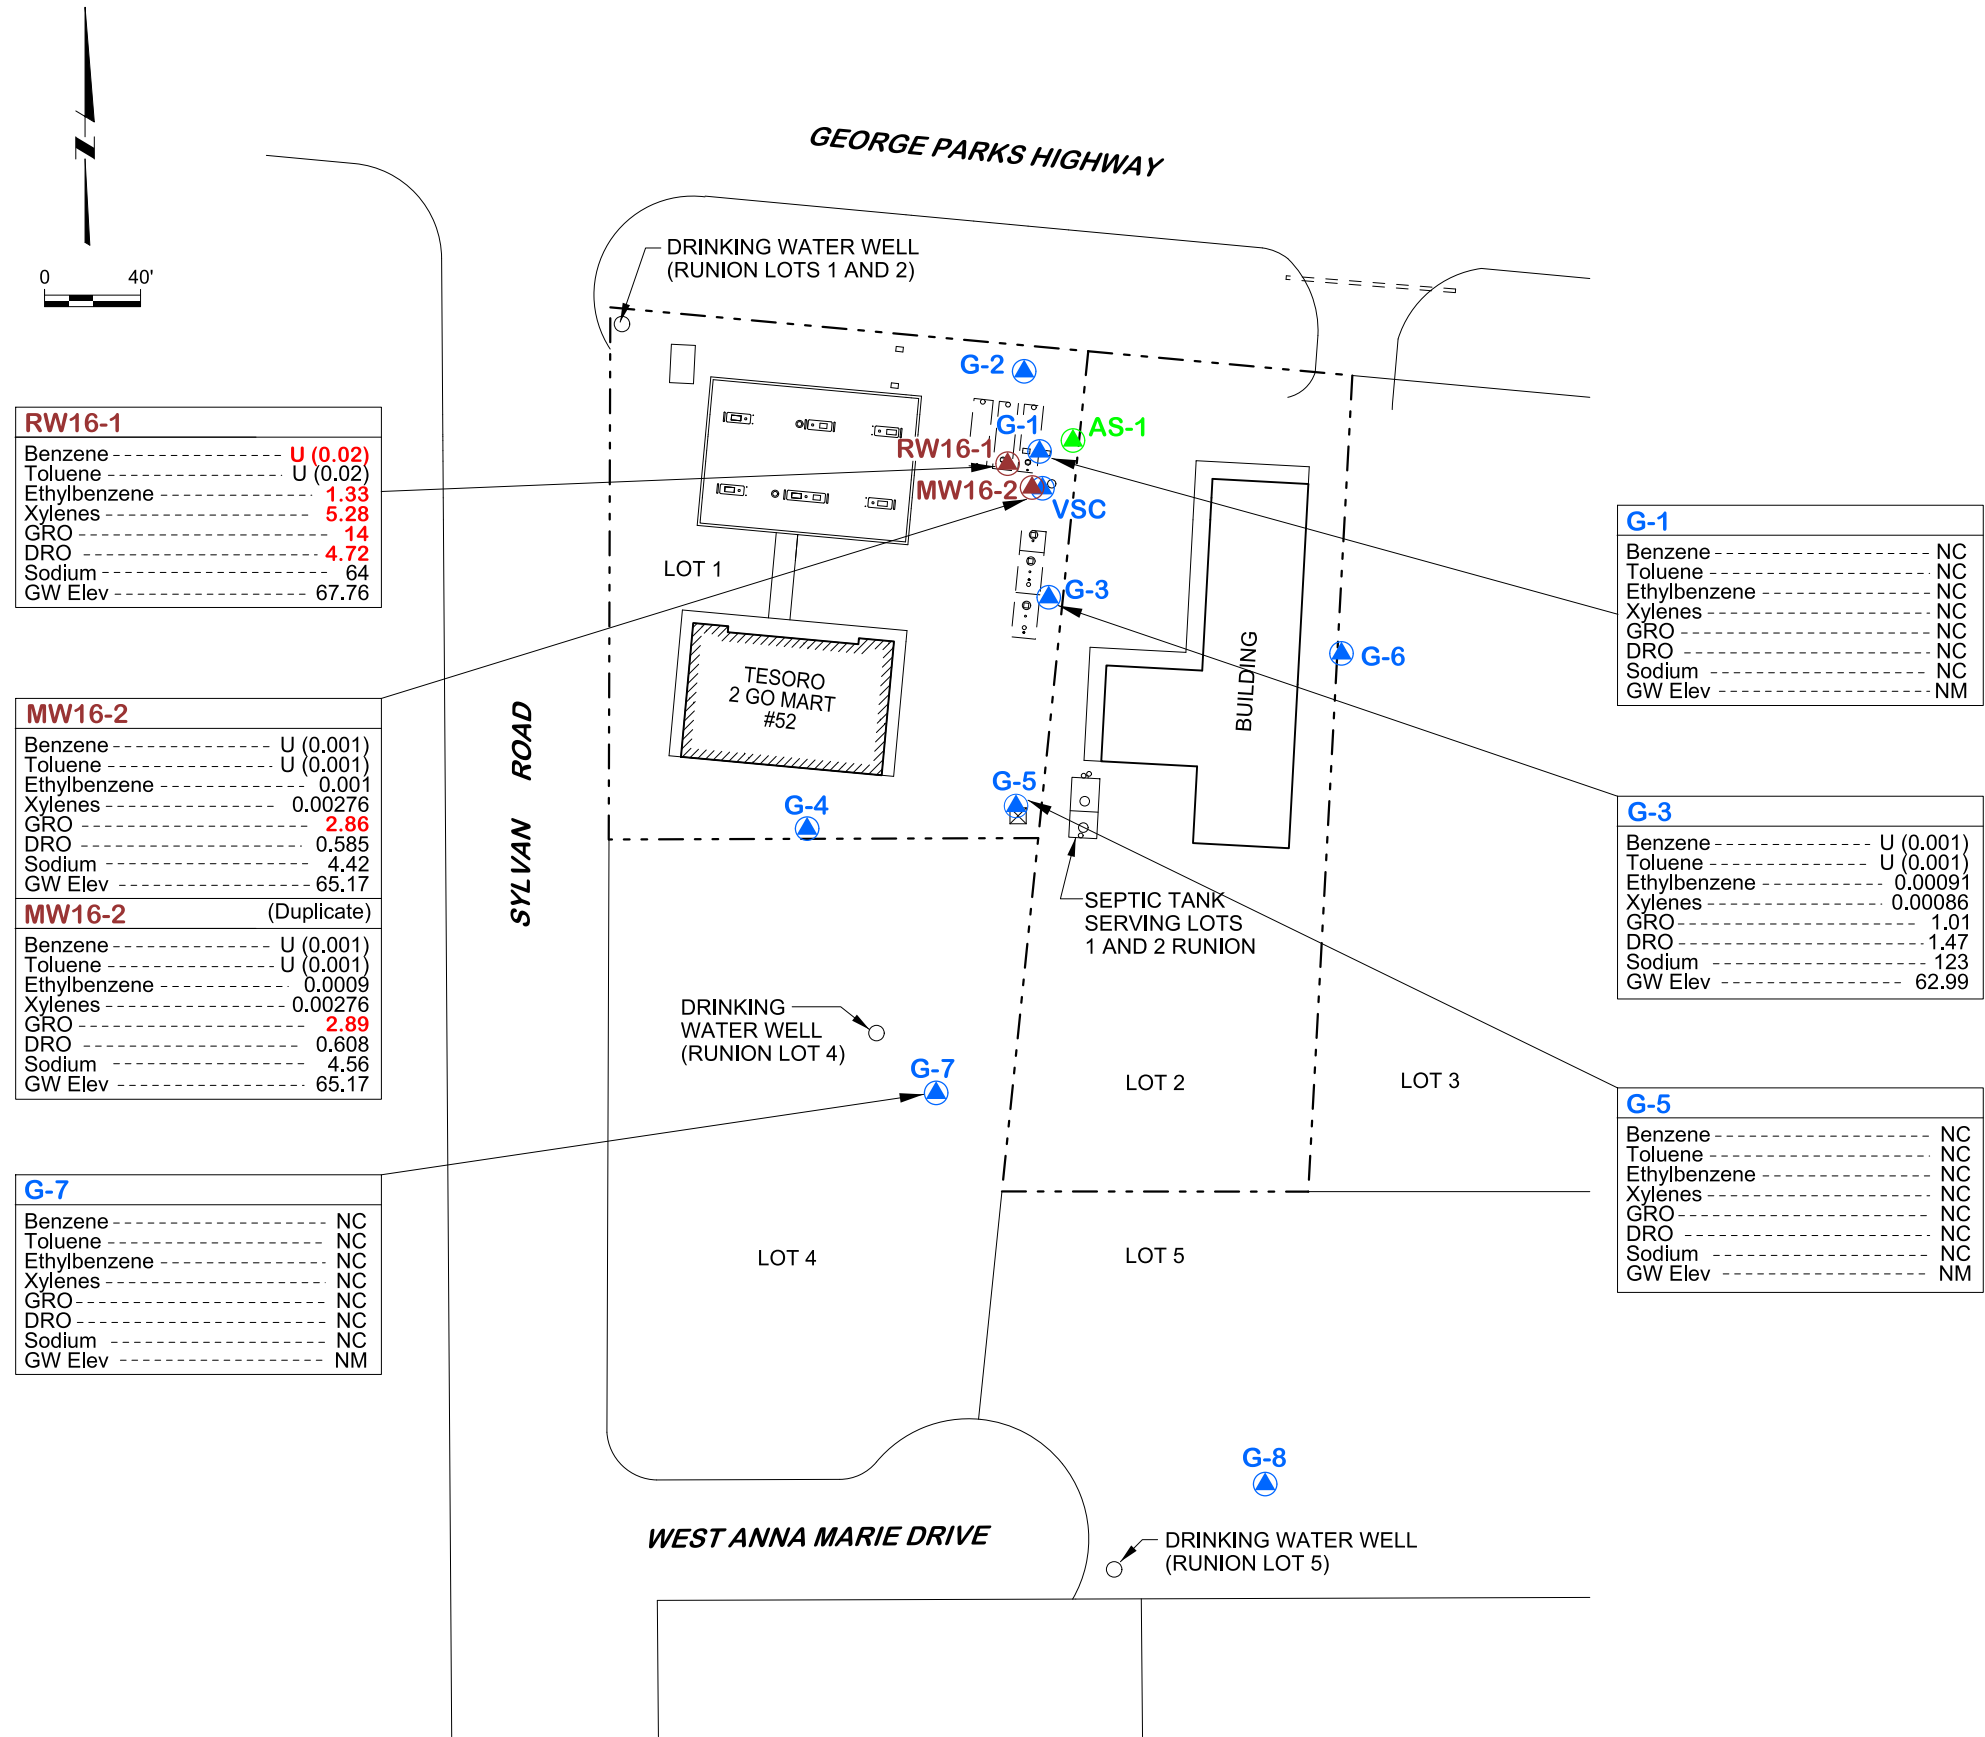 GEORGE PARKS HIGHWAY
0 40'
DRINKING WATER WELL
(RUNION LOTS 1 AND 2)
G-2
G-1
AS-1
RW16-1
MW16-2
VSC
LOT 1
G-3
TESORO
2 GO MART
#52
BUILDING
G-6
SYLVAN ROAD
G-5
G-4
SEPTIC TANK
SERVING LOTS
1 AND 2 RUNION
DRINKING
WATER WELL
(RUNION LOT 4)
G-7
LOT 2
LOT 3
LOT 4
LOT 5
G-8
WEST ANNA MARIE DRIVE
DRINKING WATER WELL
(RUNION LOT 5)
RW16-1
Benzene U (0.02)
Toluene U (0.02)
Ethylbenzene 1.33
Xylenes 5.28
GRO 14
DRO 4.72
Sodium 64
GW Elev 67.76
MW16-2
Benzene U (0.001)
Toluene U (0.001)
Ethylbenzene 0.001
Xylenes 0.00276
GRO 2.86
DRO 0.585
Sodium 4.42
GW Elev 65.17
MW16-2 (Duplicate)
Benzene U (0.001)
Toluene U (0.001)
Ethylbenzene 0.0009
Xylenes 0.00276
GRO 2.89
DRO 0.608
Sodium 4.56
GW Elev 65.17
G-7
Benzene NC
Toluene NC
Ethylbenzene NC
Xylenes NC
GRO NC
DRO NC
Sodium NC
GW Elev NM
G-1
Benzene NC
Toluene NC
Ethylbenzene NC
Xylenes NC
GRO NC
DRO NC
Sodium NC
GW Elev NM
G-3
Benzene U (0.001)
Toluene U (0.001)
Ethylbenzene 0.00091
Xylenes 0.00086
GRO 1.01
DRO 1.47
Sodium 123
GW Elev 62.99
G-5
Benzene NC
Toluene NC
Ethylbenzene NC
Xylenes NC
GRO NC
DRO NC
Sodium NC
GW Elev NM